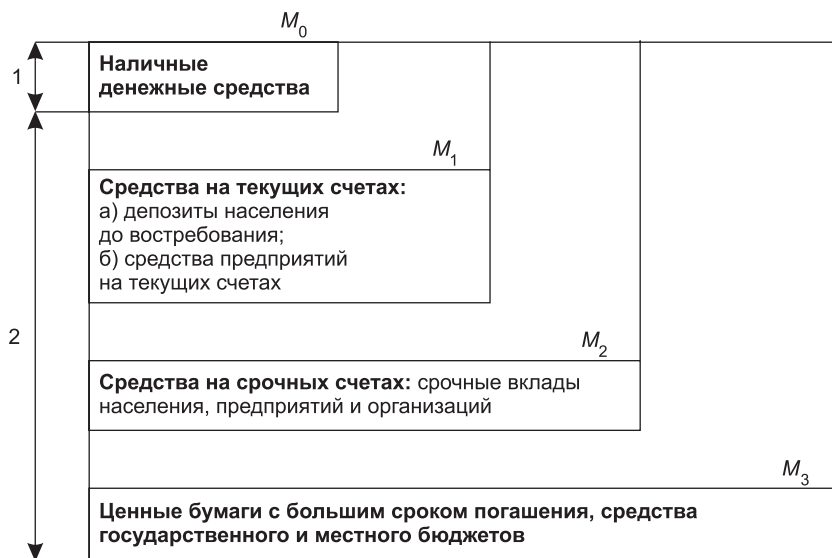 M₀
1
Наличные
денежные средства
M₁
Средства на текущих счетах:
а) депозиты населения
до востребования;
б) средства предприятий
на текущих счетах
2
M₂
Средства на срочных счетах: срочные вклады
населения, предприятий и организаций
M₃
Ценные бумаги с большим сроком погашения, средства
государственного и местного бюджетов